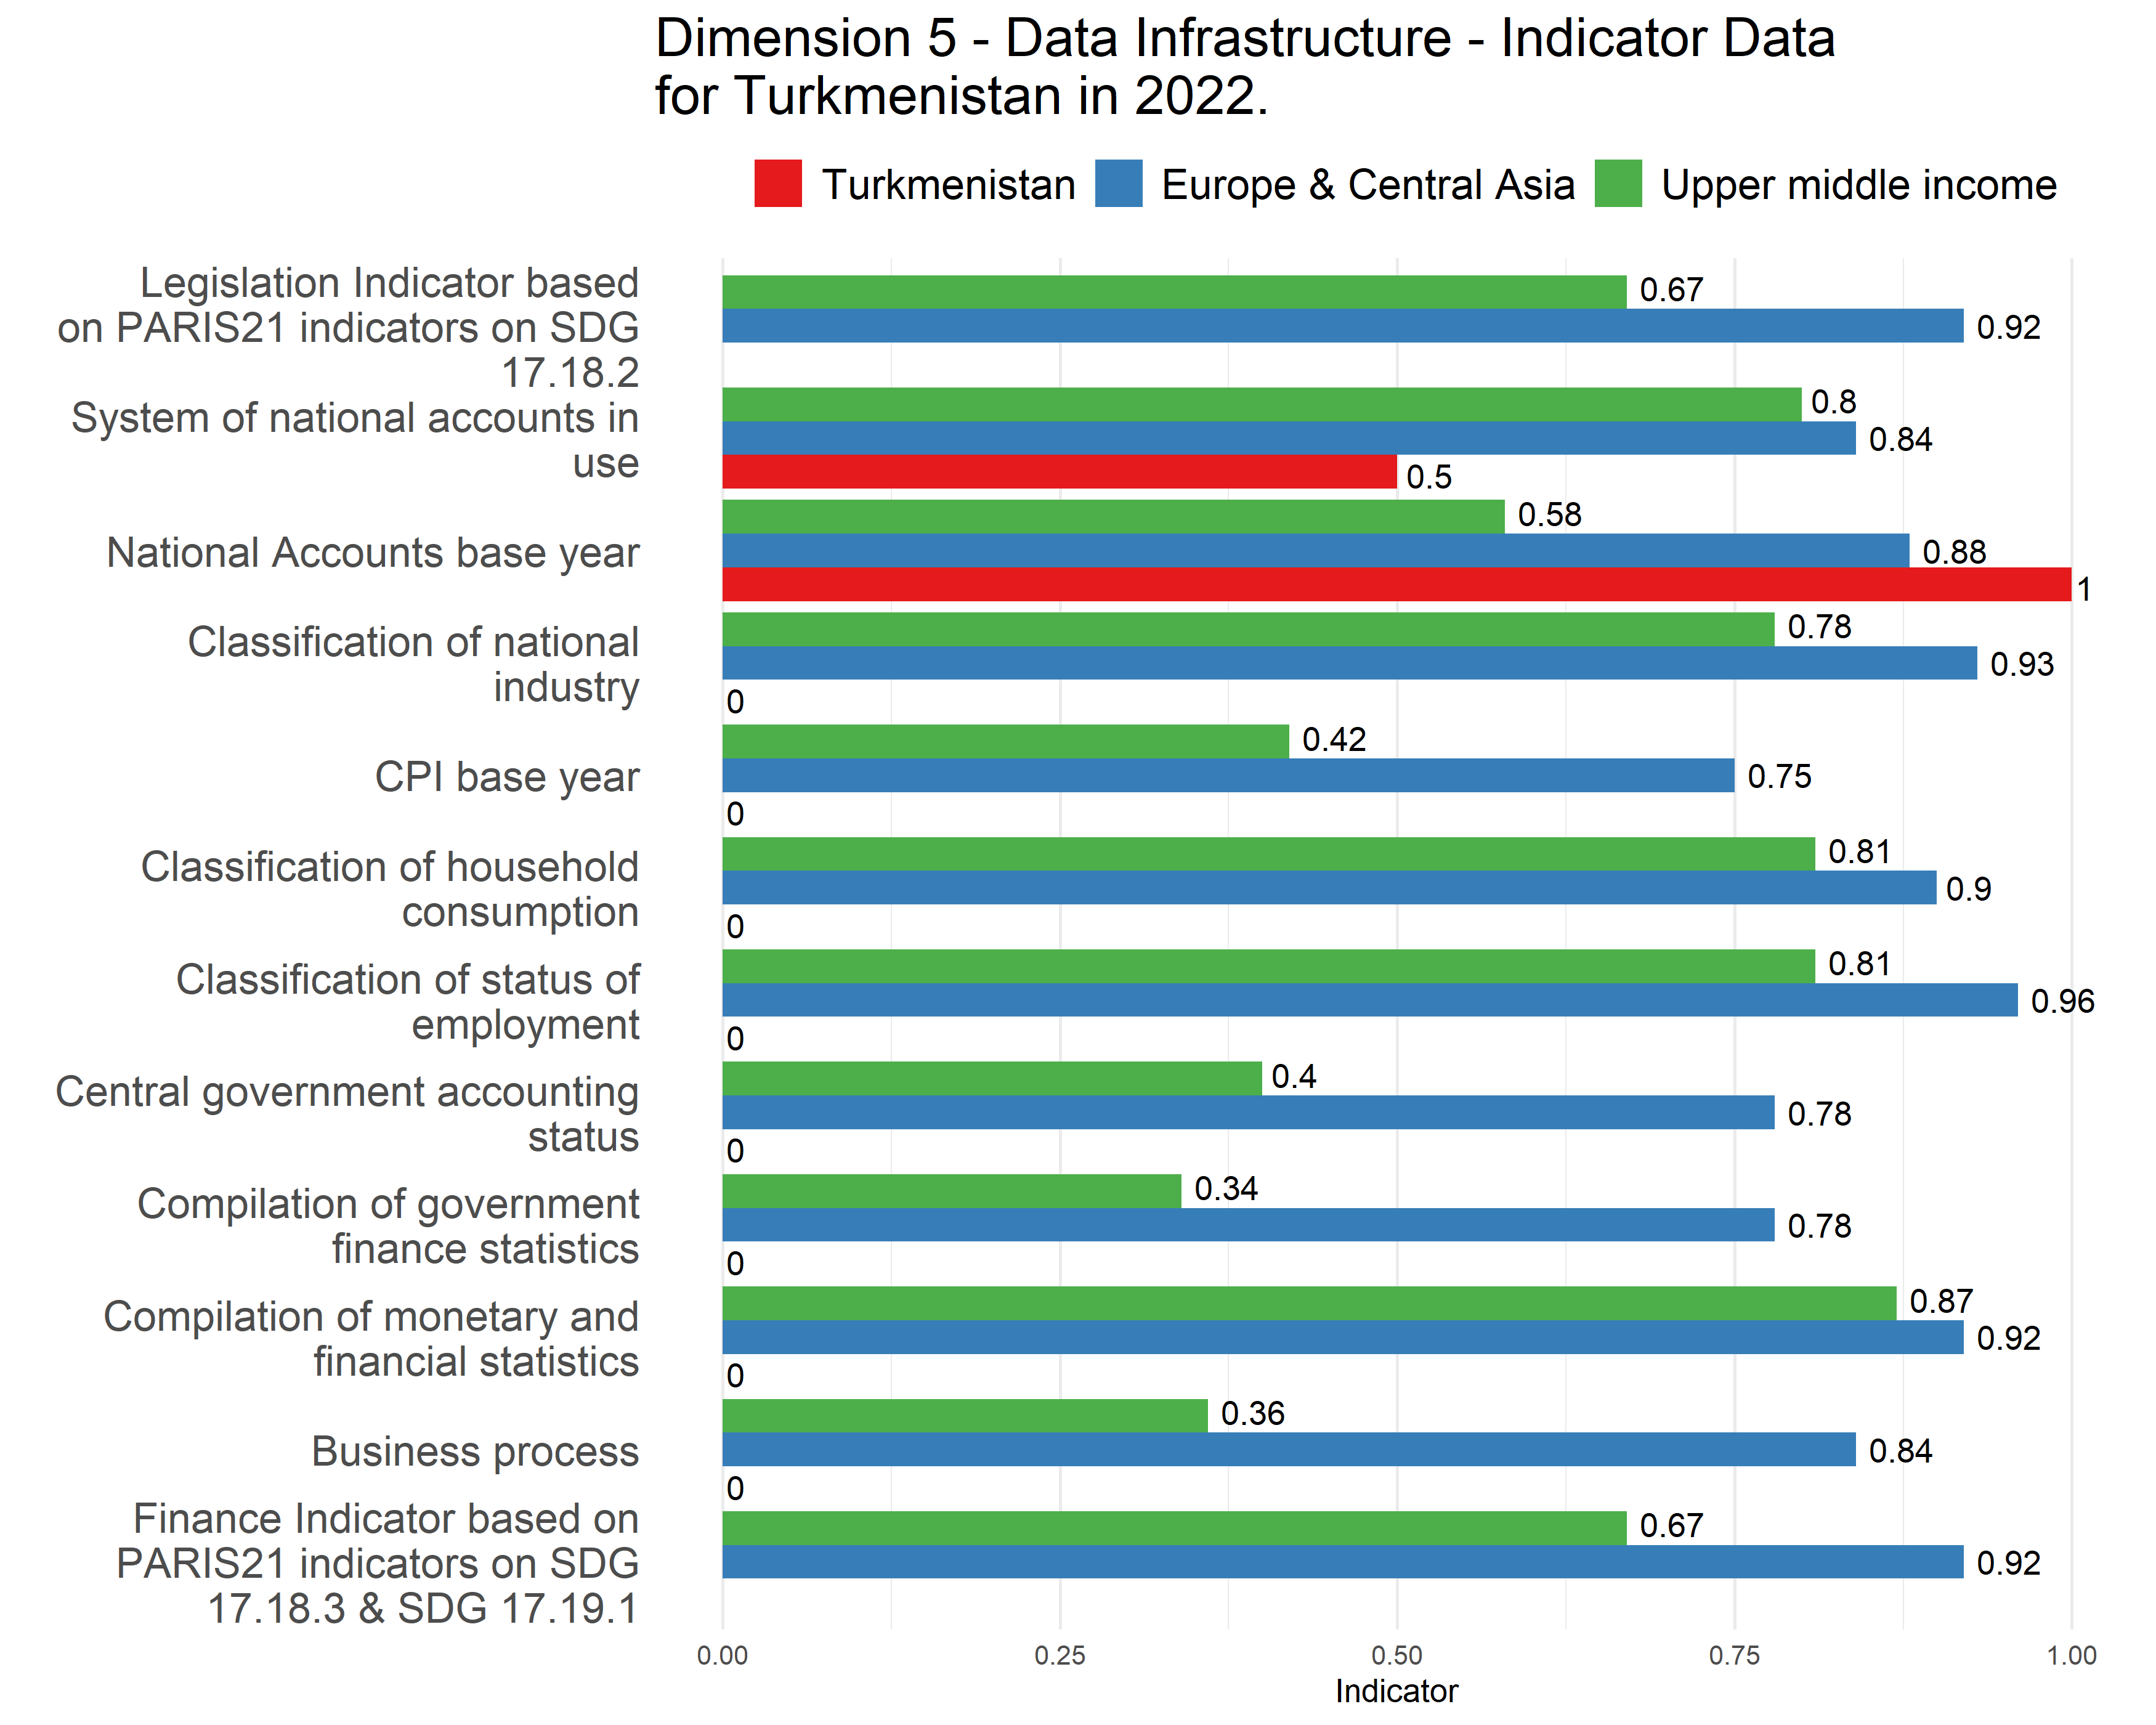 Dimension 5 - Data Infrastructure - Indicator Data
for Turkmenistan in 2022.
Turkmenistan Europe & Central Asia Upper middle income
Legislation Indicator based
on PARIS21 indicators on SDG
17.18.2
0.67
0.92
System of national accounts in
use
0.8
0.84
0.5
National Accounts base year
0.58
0.88
1
Classification of national
industry
0.78
0.93
0
CPI base year
0.42
0.75
0
Classification of household
consumption
0.81
0.9
0
Classification of status of
employment
0.81
0.96
0
Central government accounting
status
0.4
0.78
0
Compilation of government
finance statistics
0.34
0.78
0
Compilation of monetary and
financial statistics
0.87
0.92
0
Business process
0.36
0.84
0
Finance Indicator based on
PARIS21 indicators on SDG
17.18.3 & SDG 17.19.1
0.67
0.92
0.00 0.25 0.50 0.75 1.00
Indicator